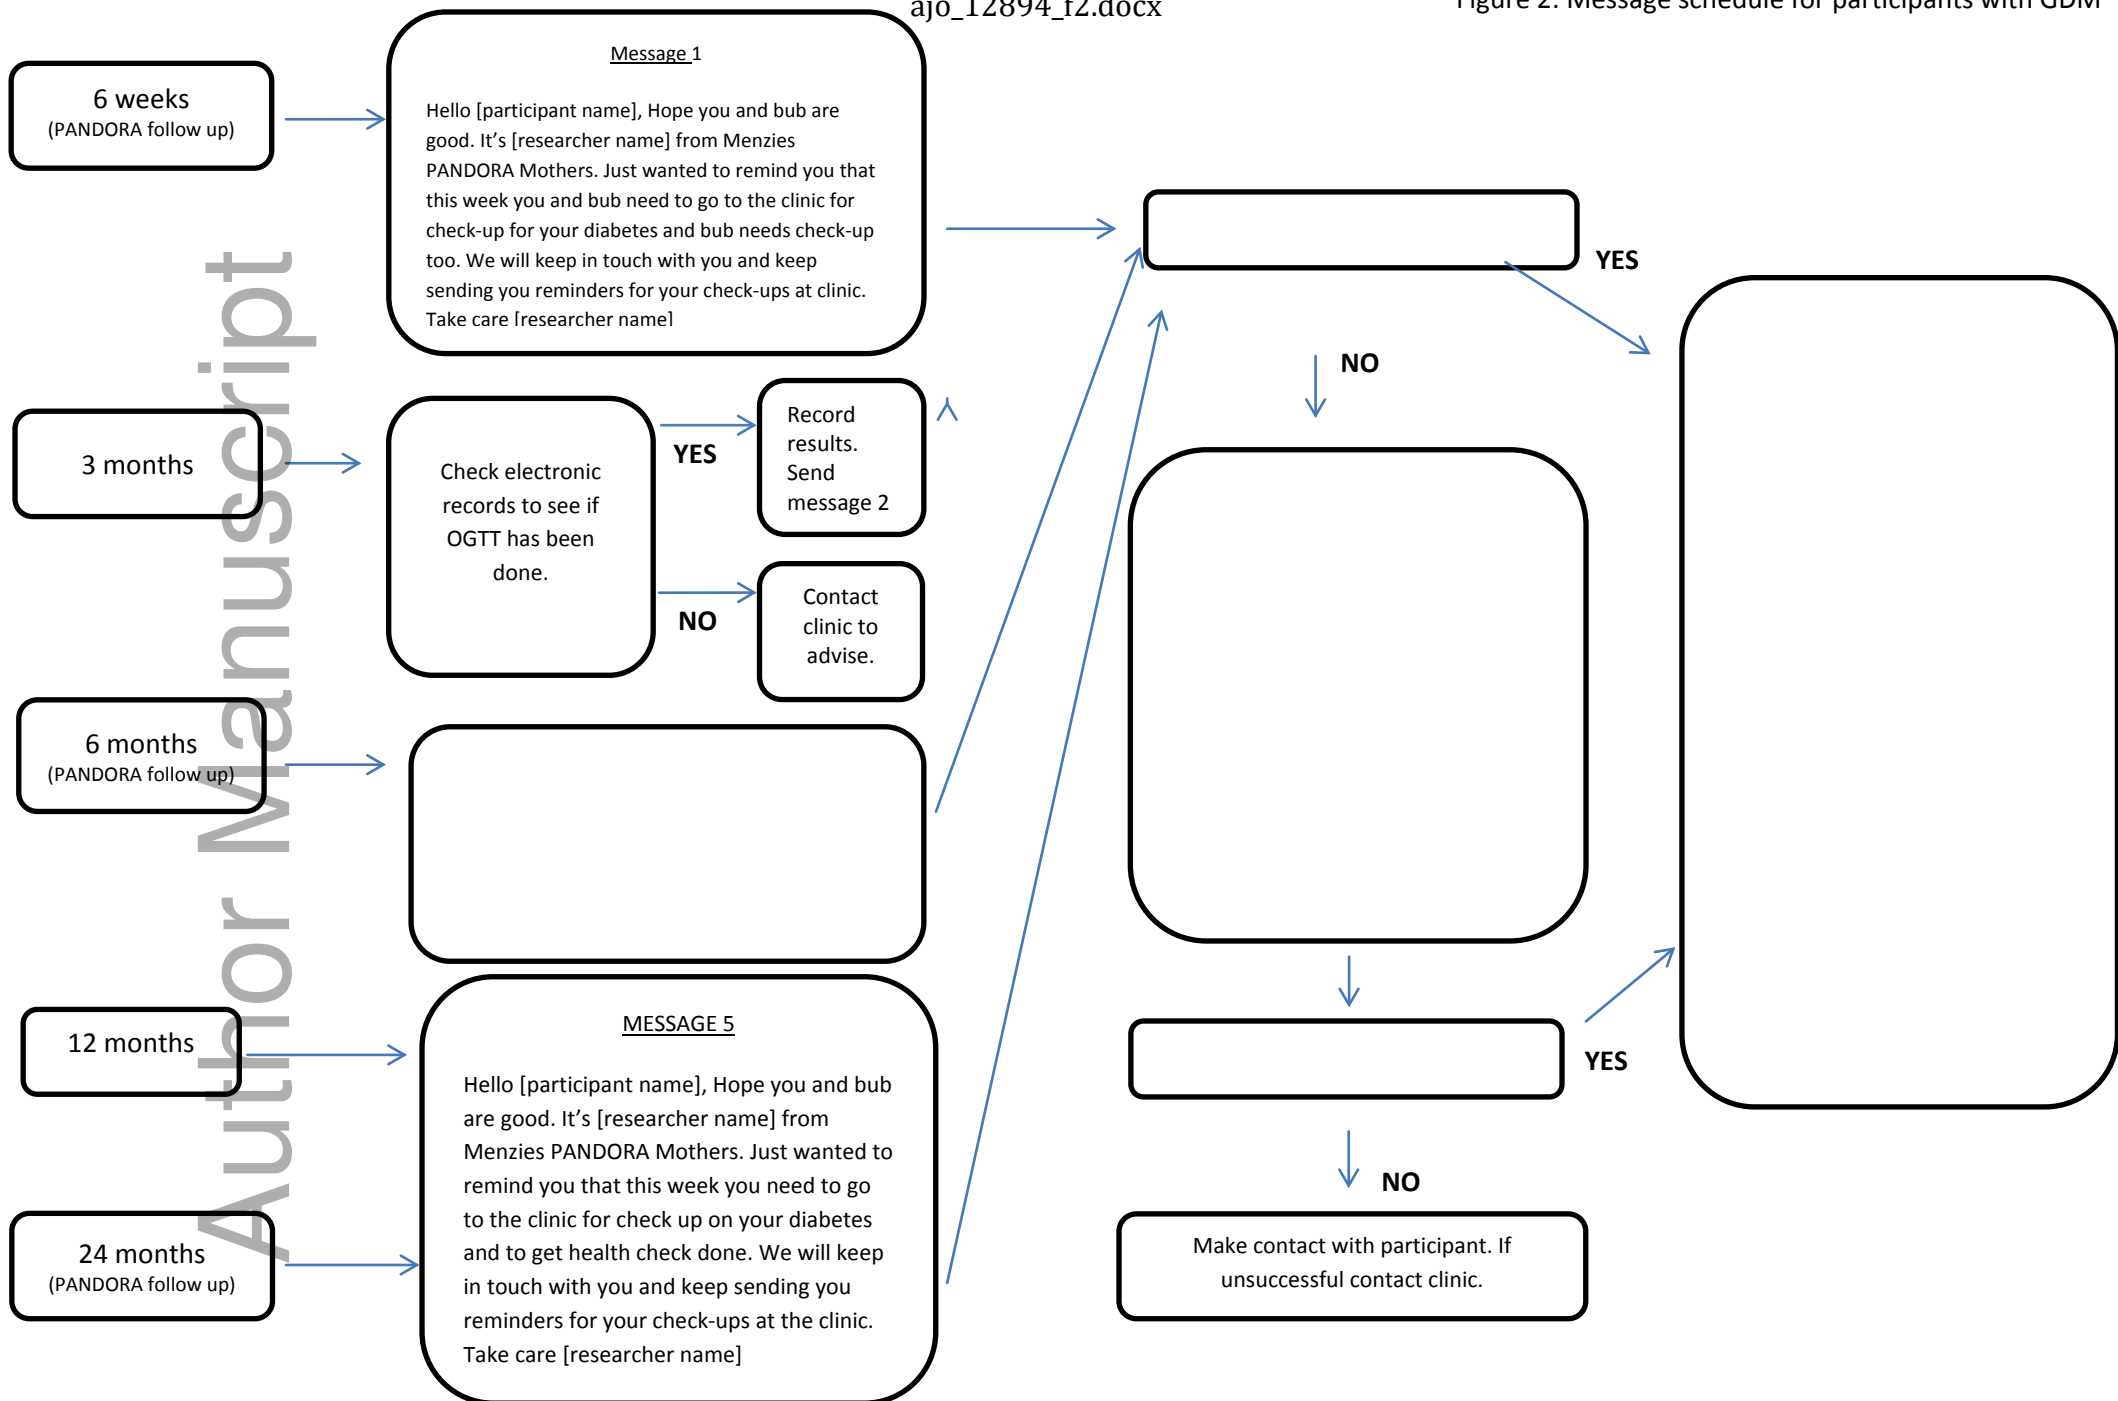 ajo_12894_f2.docx
Figure 2: Message schedule for participants with GDM
Message 1
Hello [participant name], Hope you and bub are
good. It’s [researcher name] from Menzies
PANDORA Mothers. Just wanted to remind you that
this week you and bub need to go to the clinic for
check-up for your diabetes and bub needs check-up
too. We will keep in touch with you and keep
sending you reminders for your check-ups at clinic.
Take care [researcher name]
6 weeks
(PANDORA follow up)
YES
NO
3 months
Check electronic
records to see if
OGTT has been
done.
YES
Record
results.
Send
message 2
NO
Contact
clinic to
advise.
6 months
(PANDORA follow up)
12 months
MESSAGE 5
Hello [participant name], Hope you and bub
are good. It’s [researcher name] from
Menzies PANDORA Mothers. Just wanted to
remind you that this week you need to go
to the clinic for check up on your diabetes
and to get health check done. We will keep
in touch with you and keep sending you
reminders for your check-ups at the clinic.
Take care [researcher name]
24 months
(PANDORA follow up)
YES
NO
Make contact with participant. If
unsuccessful contact clinic.
Author Manuscript